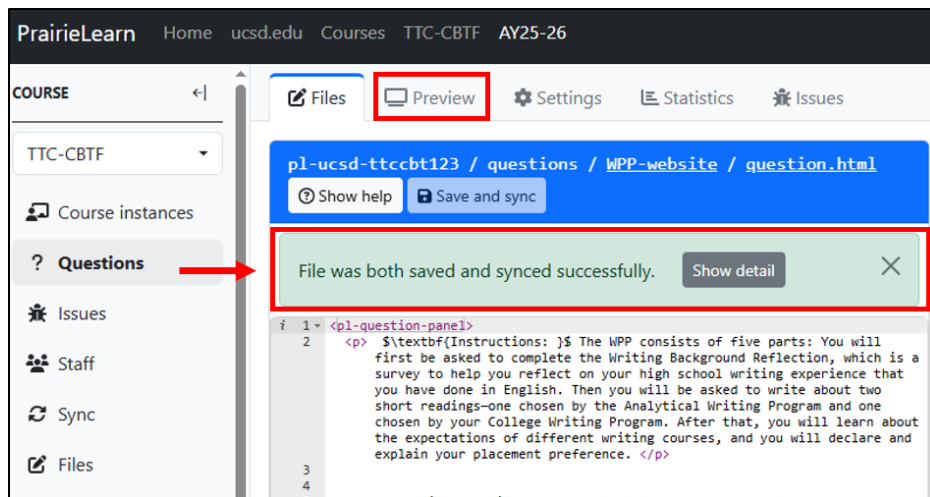 PrairieLearn Home ucsd.edu Courses TTC-CBTF AY25-26
COURSE
TTC-CBTF
Course instances
? Questions
Issues
Staff
Sync
Files
Files Preview Settings Statistics Issues
pl-ucsd-ttccbt123 / questions / WPP-website / question.html
Show help Save and sync
File was both saved and synced successfully. Show detail
i 1 <pl-question-panel>
2 <p> $\textbf{Instructions: }$ The WPP consists of five parts: You will
first be asked to complete the Writing Background Reflection, which is a
survey to help you reflect on your high school writing experience that
you have done in English. Then you will be asked to write about two
short readings—one chosen by the Analytical Writing Program and one
chosen by your College Writing Program. After that, you will learn about
the expectations of different writing courses, and you will declare and
explain your placement preference. </p>
3
4